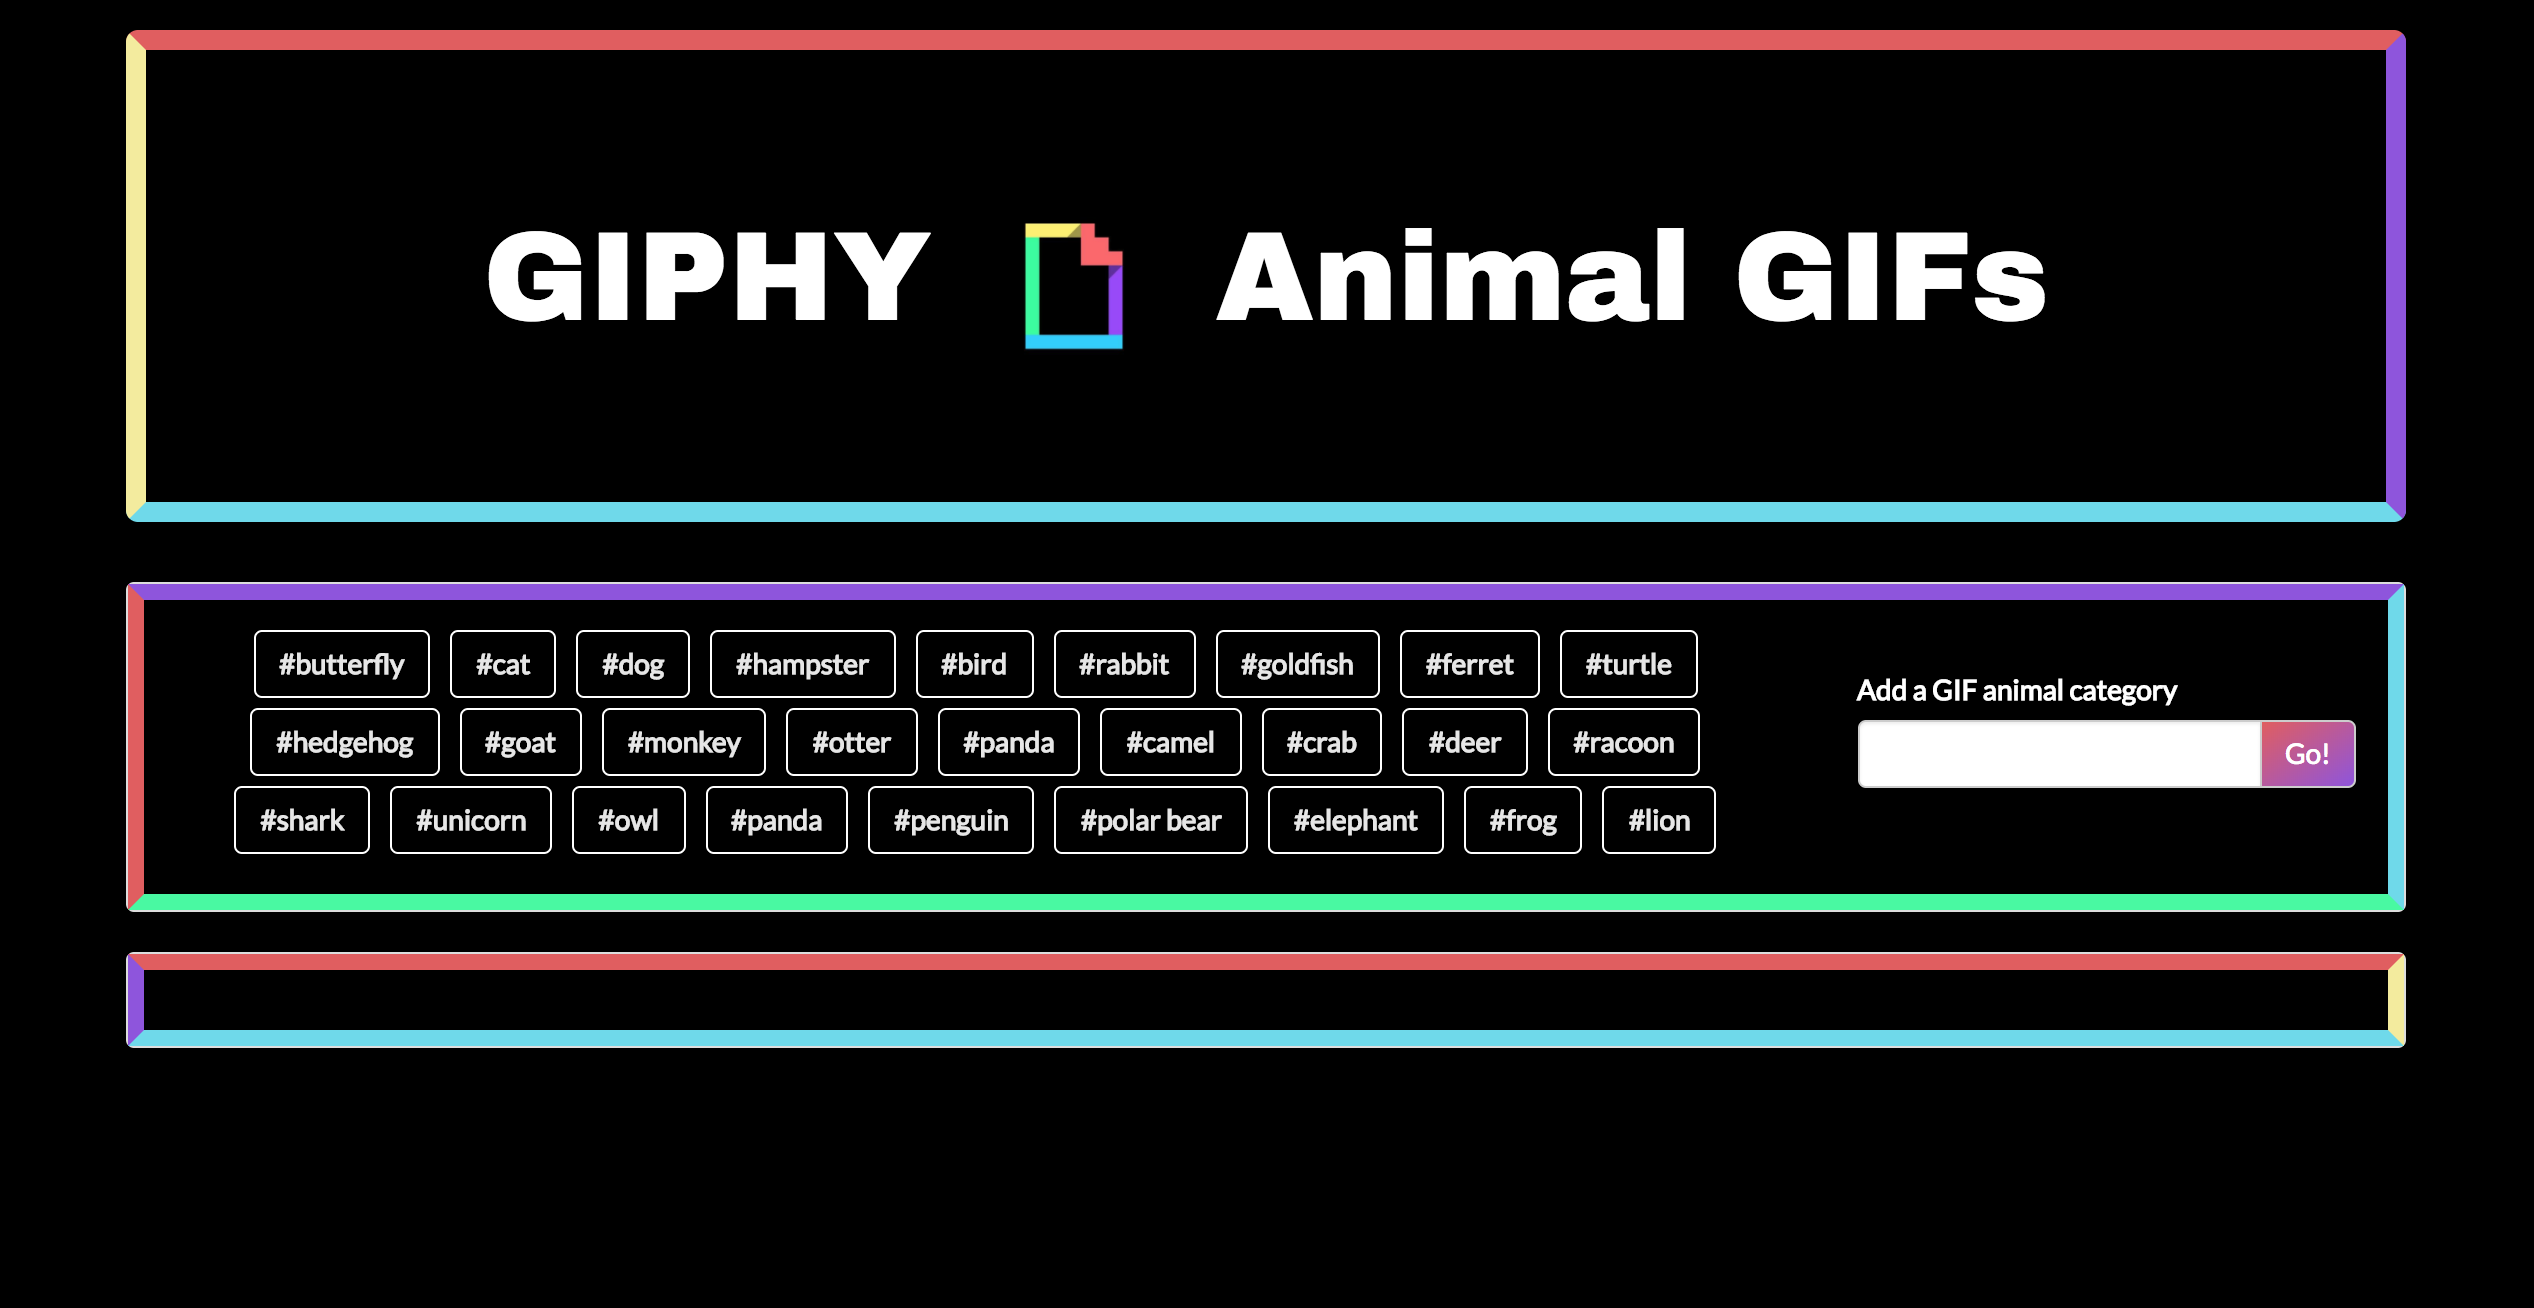 GIPHY Animal GIFs
#butterfly #cat #dog #hampster #bird #rabbit #goldfish #ferret #turtle
#hedgehog #goat #monkey #otter #panda #camel #crab #deer #racoon
#shark #unicorn #owl #panda #penguin #polar bear #elephant #frog #lion
Add a GIF animal category
Go!